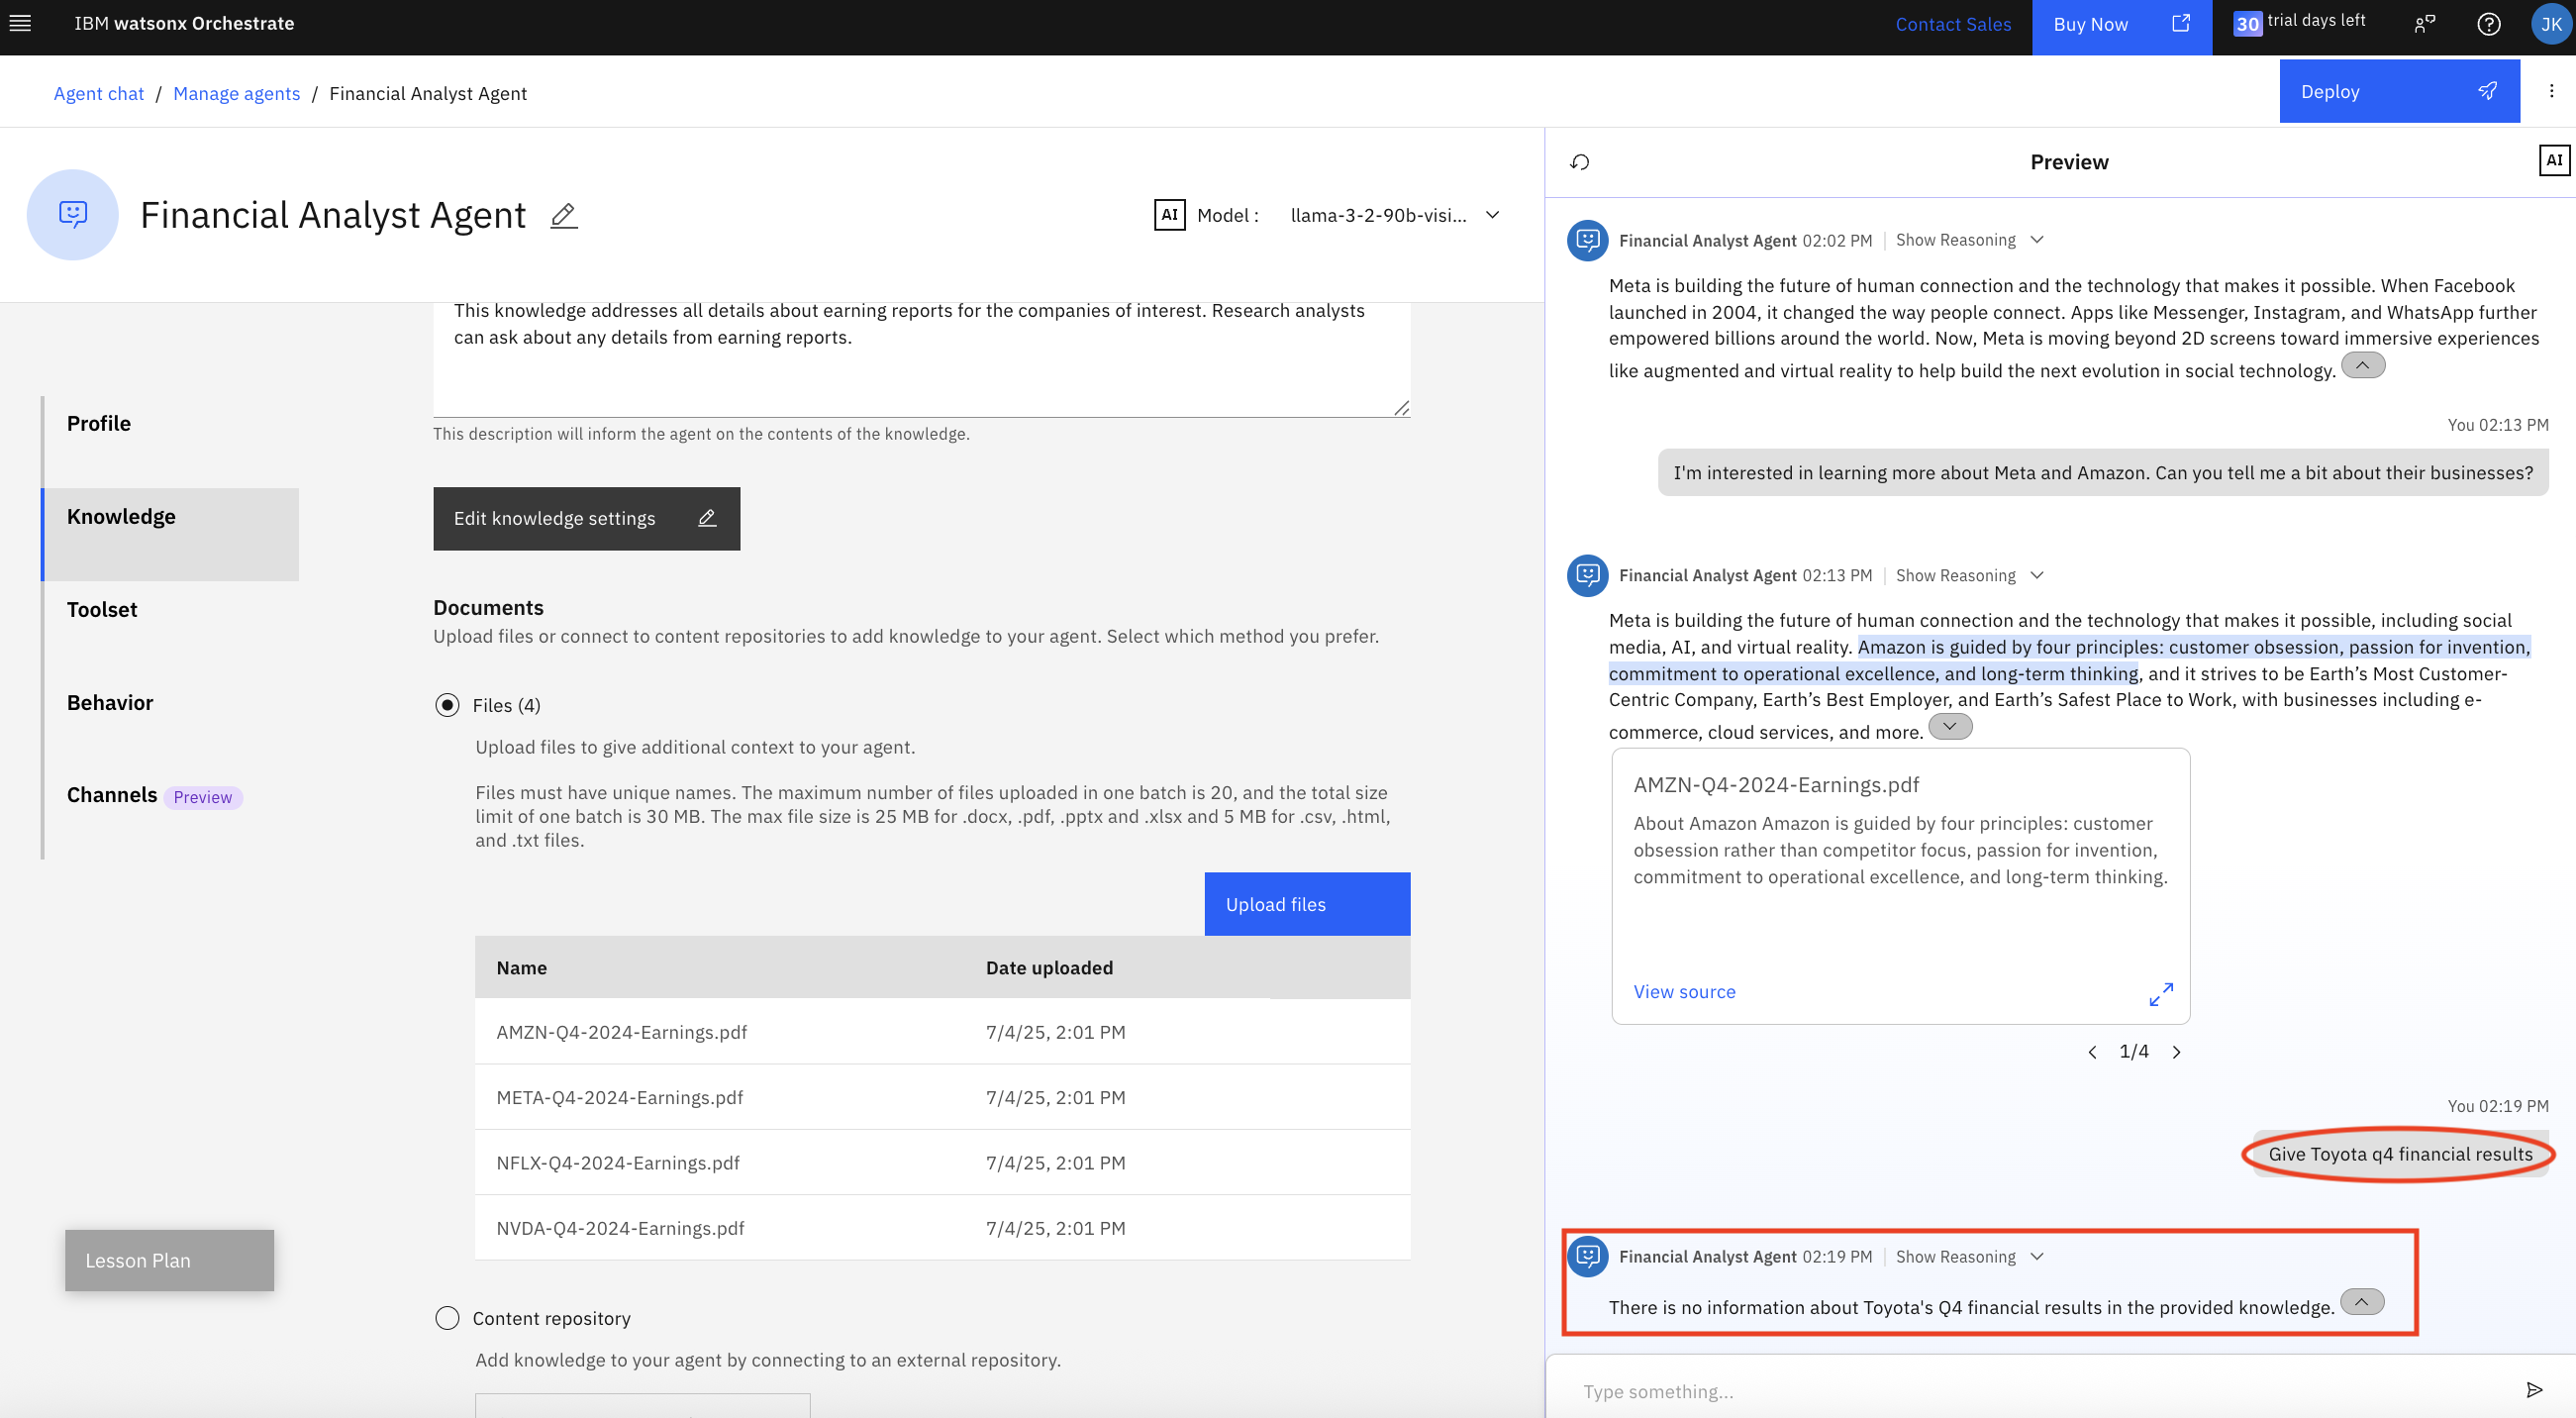 IBM watsonx Orchestrate
Contact Sales
Buy Now
30 trial days left
JK
Agent chat / Manage agents / Financial Analyst Agent
Deploy
Financial Analyst Agent
AI Model : llama-3-2-90b-visi...
This knowledge addresses all details about earning reports for the companies of interest. Research analysts
can ask about any details from earning reports.
This description will inform the agent on the contents of the knowledge.
Profile
Knowledge
Toolset
Behavior
Channels Preview
Lesson Plan
Edit knowledge settings
Documents
Upload files or connect to content repositories to add knowledge to your agent. Select which method you prefer.
Files (4)
Upload files to give additional context to your agent.
Files must have unique names. The maximum number of files uploaded in one batch is 20, and the total size
limit of one batch is 30 MB. The max file size is 25 MB for .docx, .pdf, .pptx and .xlsx and 5 MB for .csv, .html,
and .txt files.
Upload files
Name Date uploaded
AMZN-Q4-2024-Earnings.pdf 7/4/25, 2:01 PM
META-Q4-2024-Earnings.pdf 7/4/25, 2:01 PM
NFLX-Q4-2024-Earnings.pdf 7/4/25, 2:01 PM
NVDA-Q4-2024-Earnings.pdf 7/4/25, 2:01 PM
Content repository
Add knowledge to your agent by connecting to an external repository.
Preview
AI
Financial Analyst Agent 02:02 PM Show Reasoning
Meta is building the future of human connection and the technology that makes it possible. When Facebook
launched in 2004, it changed the way people connect. Apps like Messenger, Instagram, and WhatsApp further
empowered billions around the world. Now, Meta is moving beyond 2D screens toward immersive experiences
like augmented and virtual reality to help build the next evolution in social technology.
You 02:13 PM
I'm interested in learning more about Meta and Amazon. Can you tell me a bit about their businesses?
Financial Analyst Agent 02:13 PM Show Reasoning
Meta is building the future of human connection and the technology that makes it possible, including social
media, AI, and virtual reality. Amazon is guided by four principles: customer obsession, passion for invention,
commitment to operational excellence, and long-term thinking, and it strives to be Earth’s Most Customer-
Centric Company, Earth’s Best Employer, and Earth’s Safest Place to Work, with businesses including e-
commerce, cloud services, and more.
AMZN-Q4-2024-Earnings.pdf
About Amazon Amazon is guided by four principles: customer
obsession rather than competitor focus, passion for invention,
commitment to operational excellence, and long-term thinking.
View source
1/4
You 02:19 PM
Give Toyota q4 financial results
Financial Analyst Agent 02:19 PM Show Reasoning
There is no information about Toyota's Q4 financial results in the provided knowledge.
Type something...